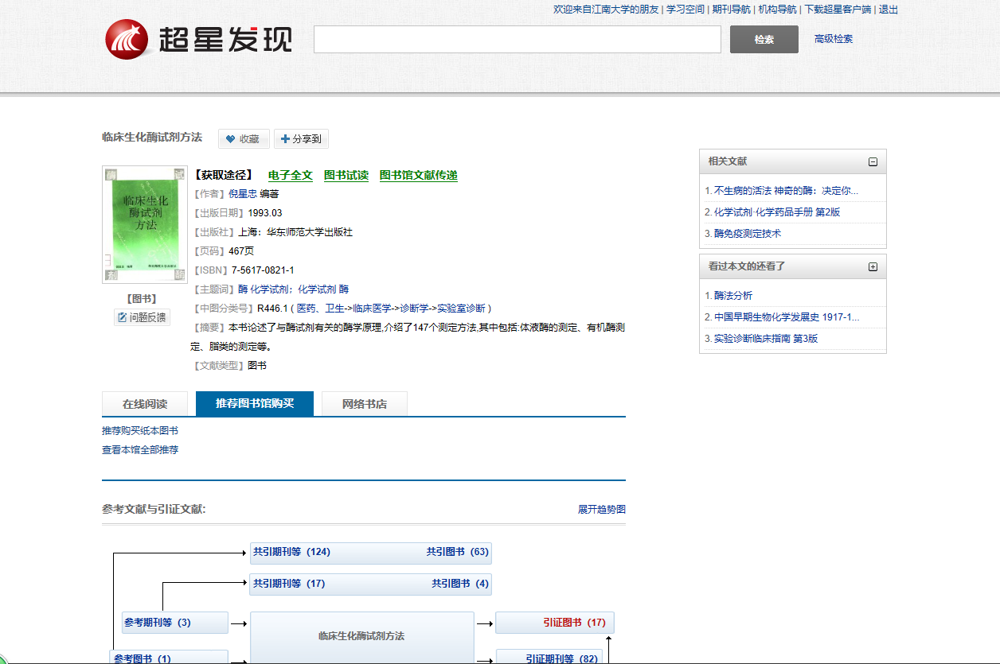 欢迎来自江南大学的朋友 | 学习空间 | 期刊导航 | 机构导航 | 下载超星客户端 | 退出
超星发现
检索
高级检索
临床生化酶试剂方法
收藏
分享到
酶 试
临床生化
酶试剂
方法
剂 酶
【图书】
问题反馈
【获取途径】 电子全文 图书试读 图书馆文献传递
【作者】倪星忠 编著
【出版日期】1993.03
【出版社】上海：华东师范大学出版社
【页码】467页
【ISBN】7-5617-0821-1
【主题词】酶 化学试剂；化学试剂 酶
【中图分类号】R446.1 ( 医药、卫生->临床医学->诊断学->实验室诊断 )
【摘要】本书论述了与酶试剂有关的酶学原理,介绍了147个测定方法,其中包括:体液酶的测定、有机酶测
定、脂类的测定等。
【文献类型】图书
相关文献
1. 不生病的活法 神奇的酶：决定你...
2. 化学试剂·化学药品手册 第2版
3. 酶免疫测定技术
看过本文的还看了
1. 酶法分析
2. 中国早期生物化学发展史 1917-1...
3. 实验诊断临床指南 第3版
在线阅读
推荐图书馆购买
网络书店
推荐购买纸本图书
查看本馆全部推荐
参考文献与引证文献:
展开趋势图
共引期刊等（124） 共引图书（63）
共引期刊等（17） 共引图书（4）
参考期刊等（3）
临床生化酶试剂方法
引证图书（17）
参考图书（1）
引证期刊等（82）